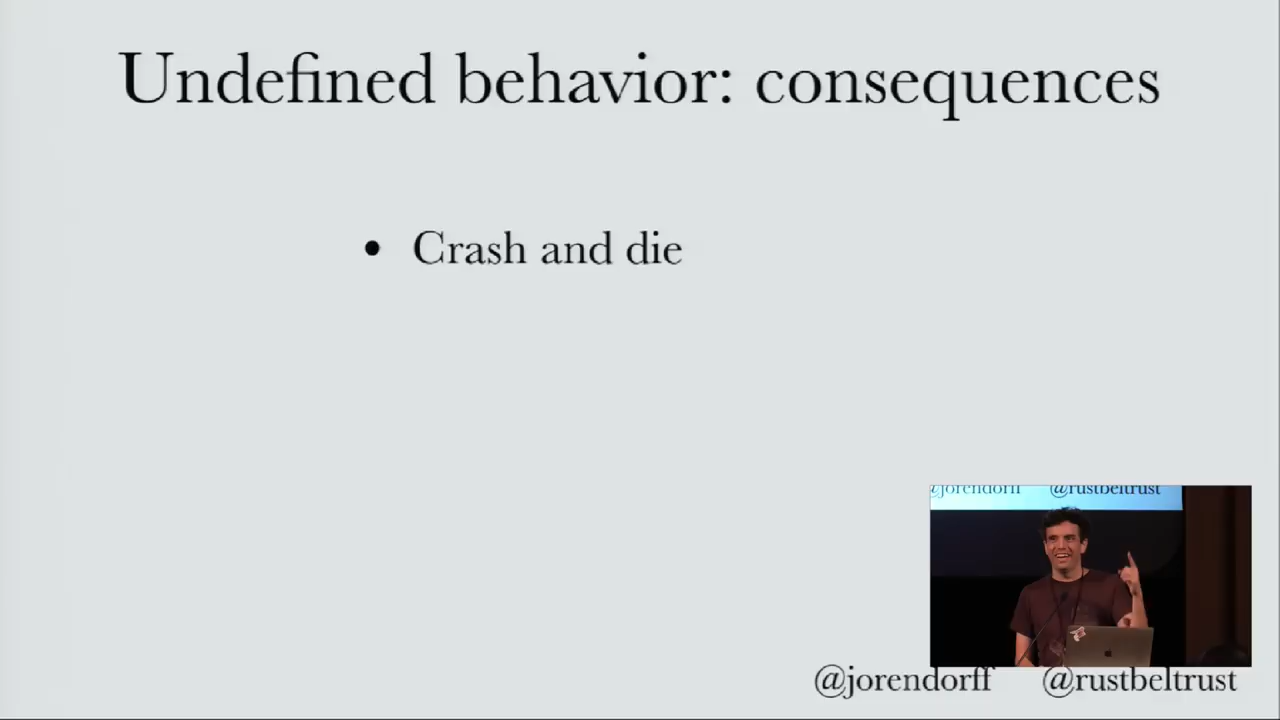 Undefined behavior: consequences
• Crash and die
@jorendorff @rustbeltrust
@jorendorff @rustbeltrust